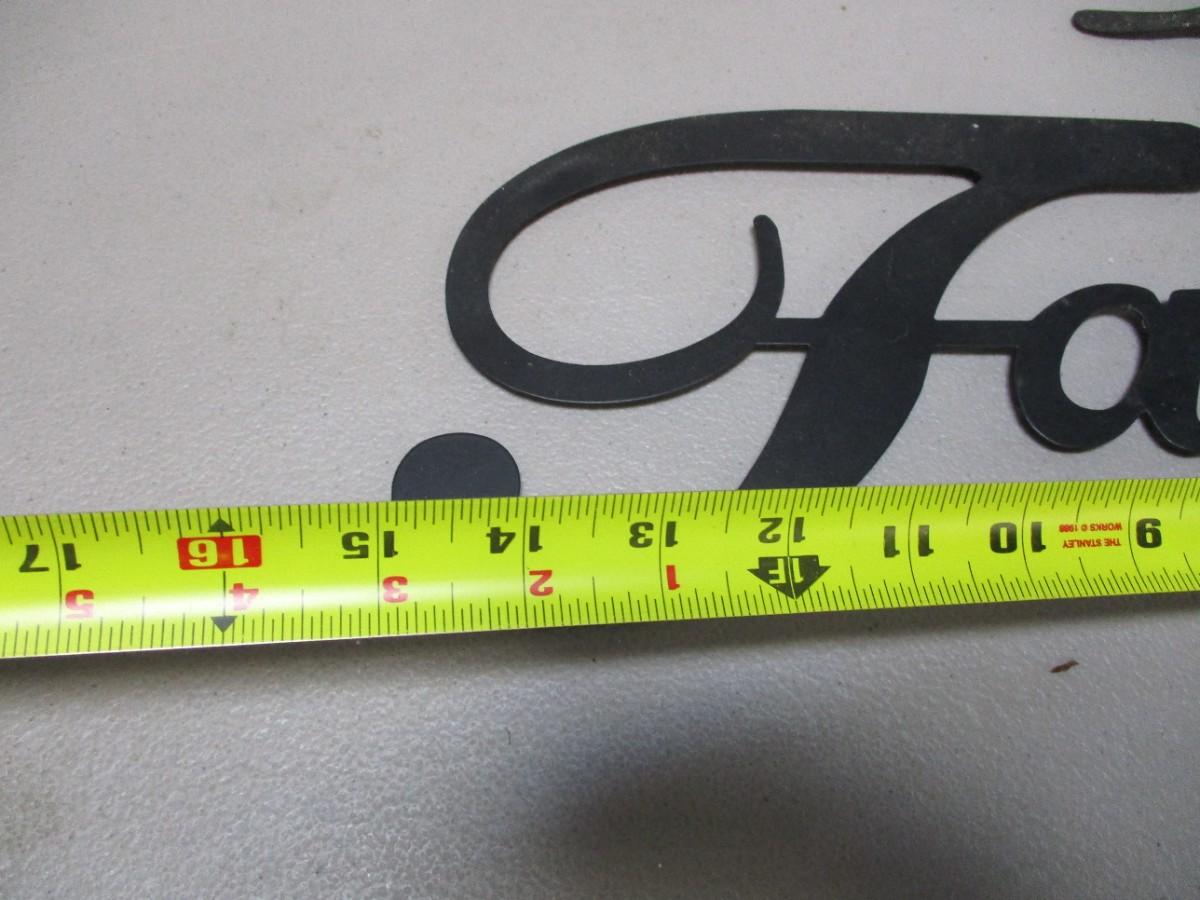 Fa
17 16 15 14 13 12 11 10 9
THE STANLEY
WORKS © 1988
5 4 3 2 1 1F